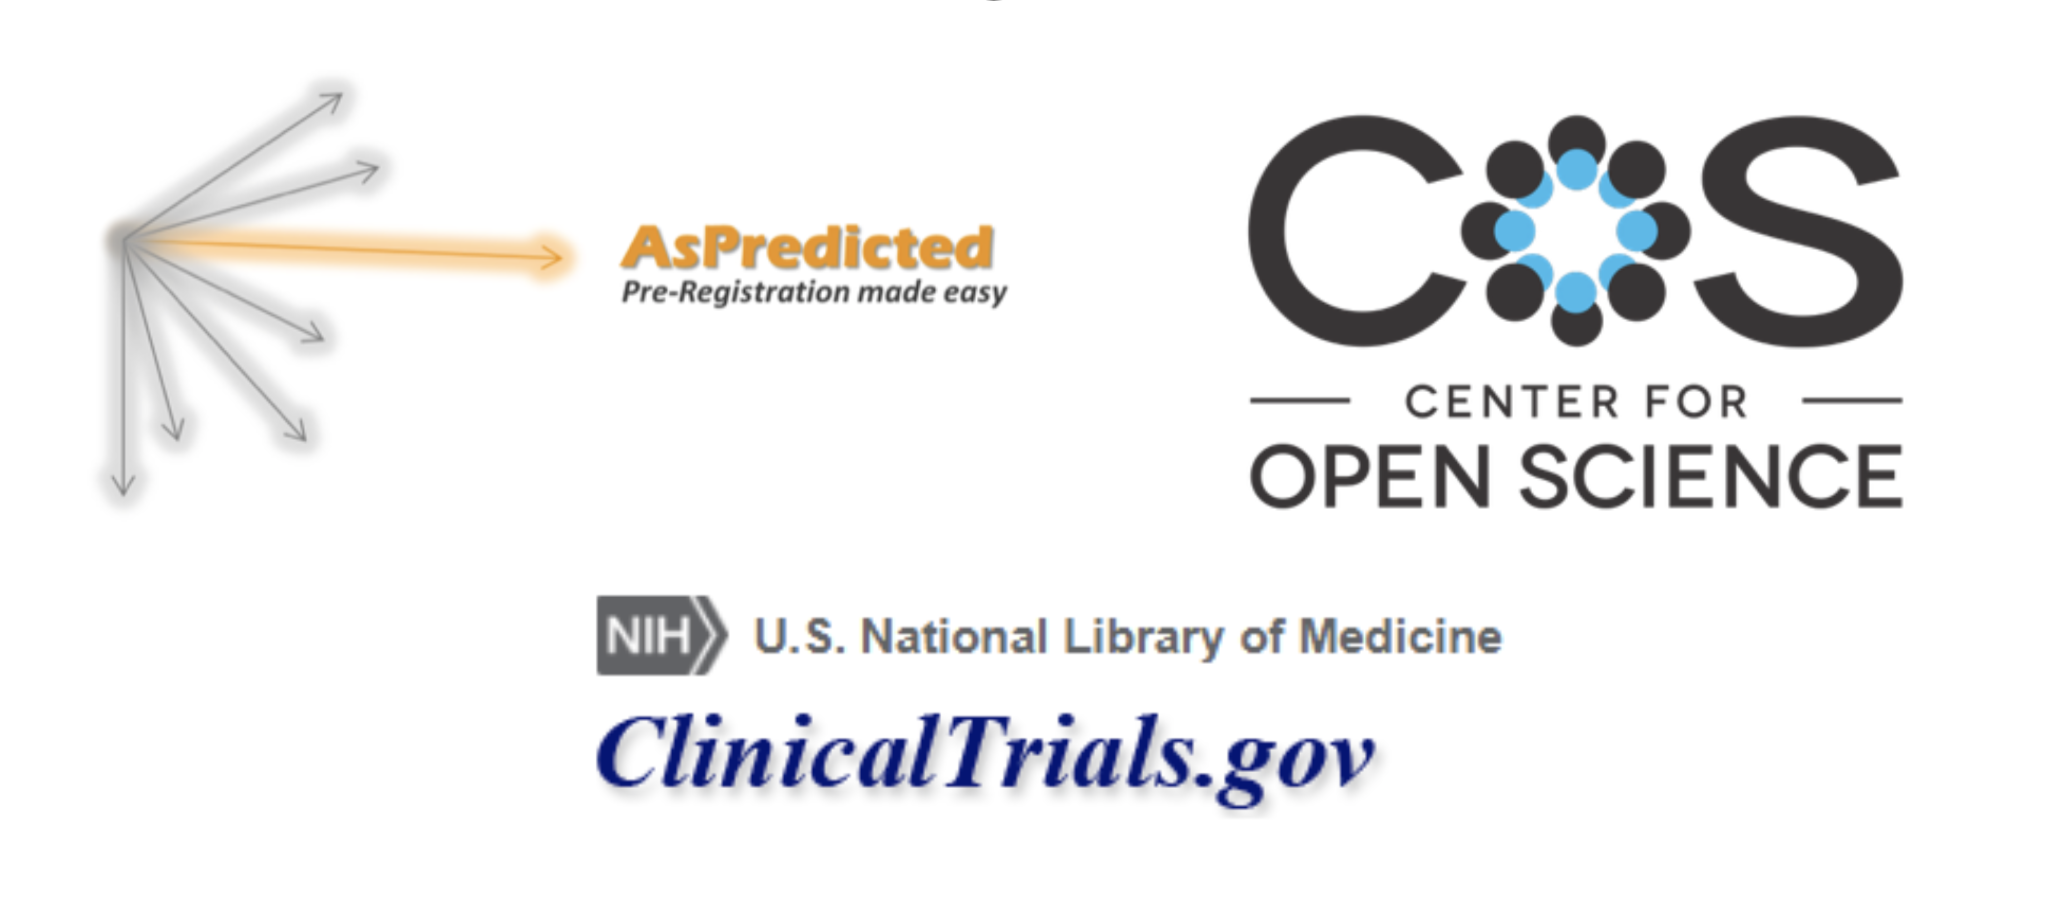 AsPredicted
Pre-Registration made easy
COS
CENTER FOR
OPEN SCIENCE
NIH U.S. National Library of Medicine
ClinicalTrials.gov